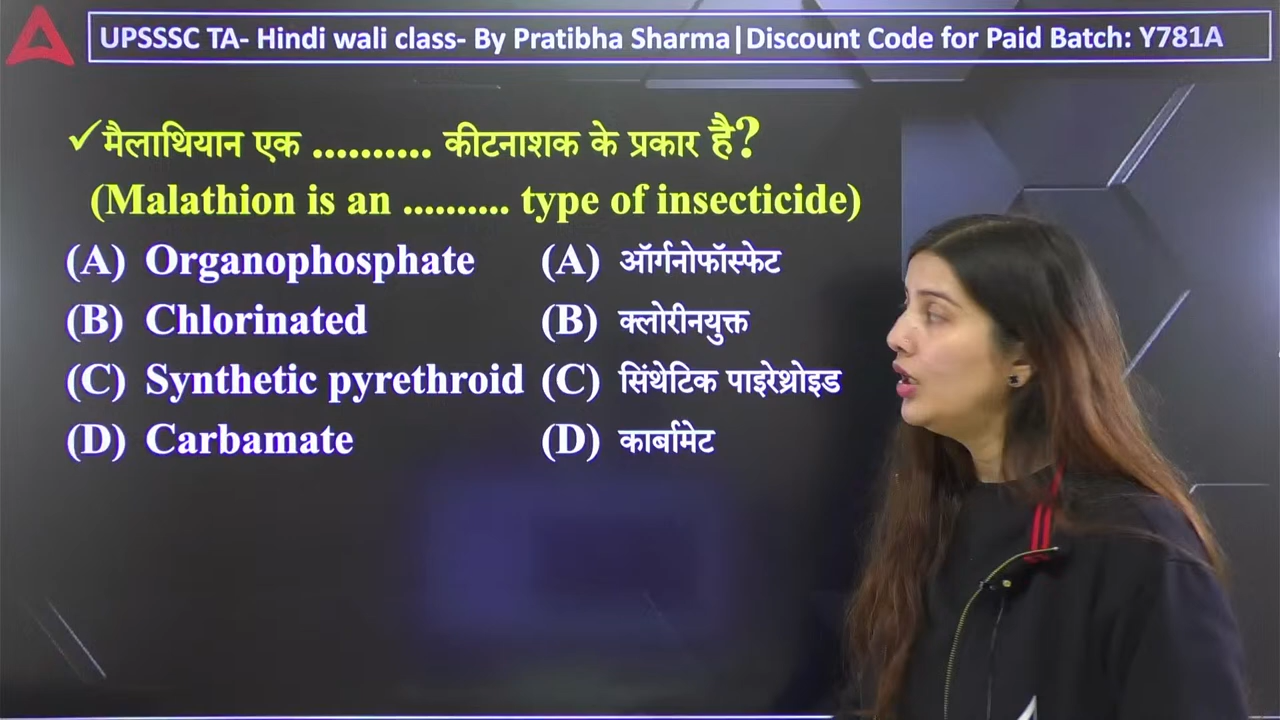 UPSSSC TA- Hindi wali class- By Pratibha Sharma|Discount Code for Paid Batch: Y781A
✓मैलाथियान एक .......... कीटनाशक के प्रकार है?
(Malathion is an .......... type of insecticide)
(A) Organophosphate (A) ऑर्गनोफॉस्फेट
(B) Chlorinated (B) क्लोरीनयुक्त
(C) Synthetic pyrethroid (C) सिंथेटिक पाइरेथ्रोइड
(D) Carbamate (D) कार्बामेट